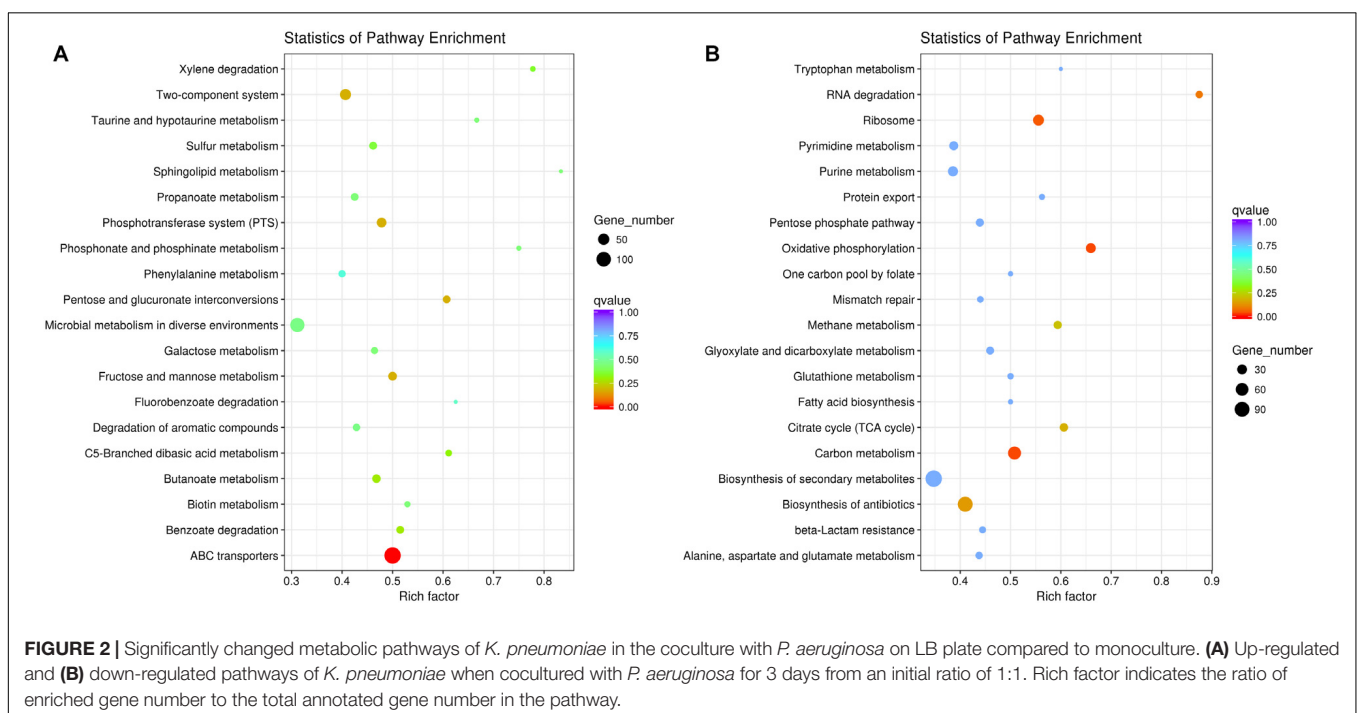 A
Statistics of Pathway Enrichment
Xylene degradation
Two-component system
Taurine and hypotaurine metabolism
Sulfur metabolism
Sphingolipid metabolism
Propanoate metabolism
Phosphotransferase system (PTS)
Phosphonate and phosphinate metabolism
Phenylalanine metabolism
Pentose and glucuronate interconversions
Microbial metabolism in diverse environments
Galactose metabolism
Fructose and mannose metabolism
Fluorobenzoate degradation
Degradation of aromatic compounds
C5-Branched dibasic acid metabolism
Butanoate metabolism
Biotin metabolism
Benzoate degradation
ABC transporters
0.3 0.4 0.5 0.6 0.7 0.8
Rich factor
Gene_number
50
100
qvalue
1.00
0.75
0.50
0.25
0.00
B
Statistics of Pathway Enrichment
Tryptophan metabolism
RNA degradation
Ribosome
Pyrimidine metabolism
Purine metabolism
Protein export
Pentose phosphate pathway
Oxidative phosphorylation
One carbon pool by folate
Mismatch repair
Methane metabolism
Glyoxylate and dicarboxylate metabolism
Glutathione metabolism
Fatty acid biosynthesis
Citrate cycle (TCA cycle)
Carbon metabolism
Biosynthesis of secondary metabolites
Biosynthesis of antibiotics
beta-Lactam resistance
Alanine, aspartate and glutamate metabolism
0.4 0.5 0.6 0.7 0.8 0.9
Rich factor
qvalue
1.00
0.75
0.50
0.25
0.00
Gene_number
30
60
90
FIGURE 2 | Significantly changed metabolic pathways of K. pneumoniae in the coculture with P. aeruginosa on LB plate compared to monoculture. (A) Up-regulated
and (B) down-regulated pathways of K. pneumoniae when cocultured with P. aeruginosa for 3 days from an initial ratio of 1:1. Rich factor indicates the ratio of
enriched gene number to the total annotated gene number in the pathway.